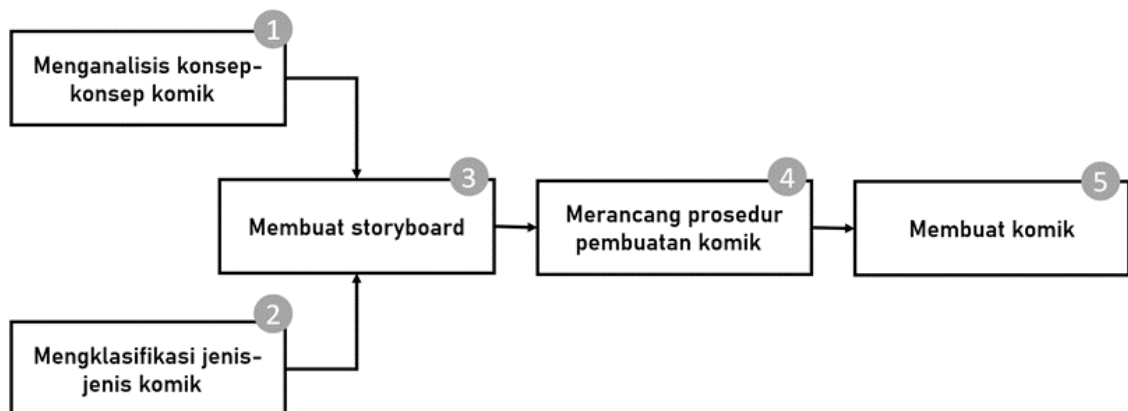 1
Menganalisis konsep-
konsep komik
2
Mengklasifikasi jenis-
jenis komik
3
Membuat storyboard
4
Merancang prosedur
pembuatan komik
5
Membuat komik